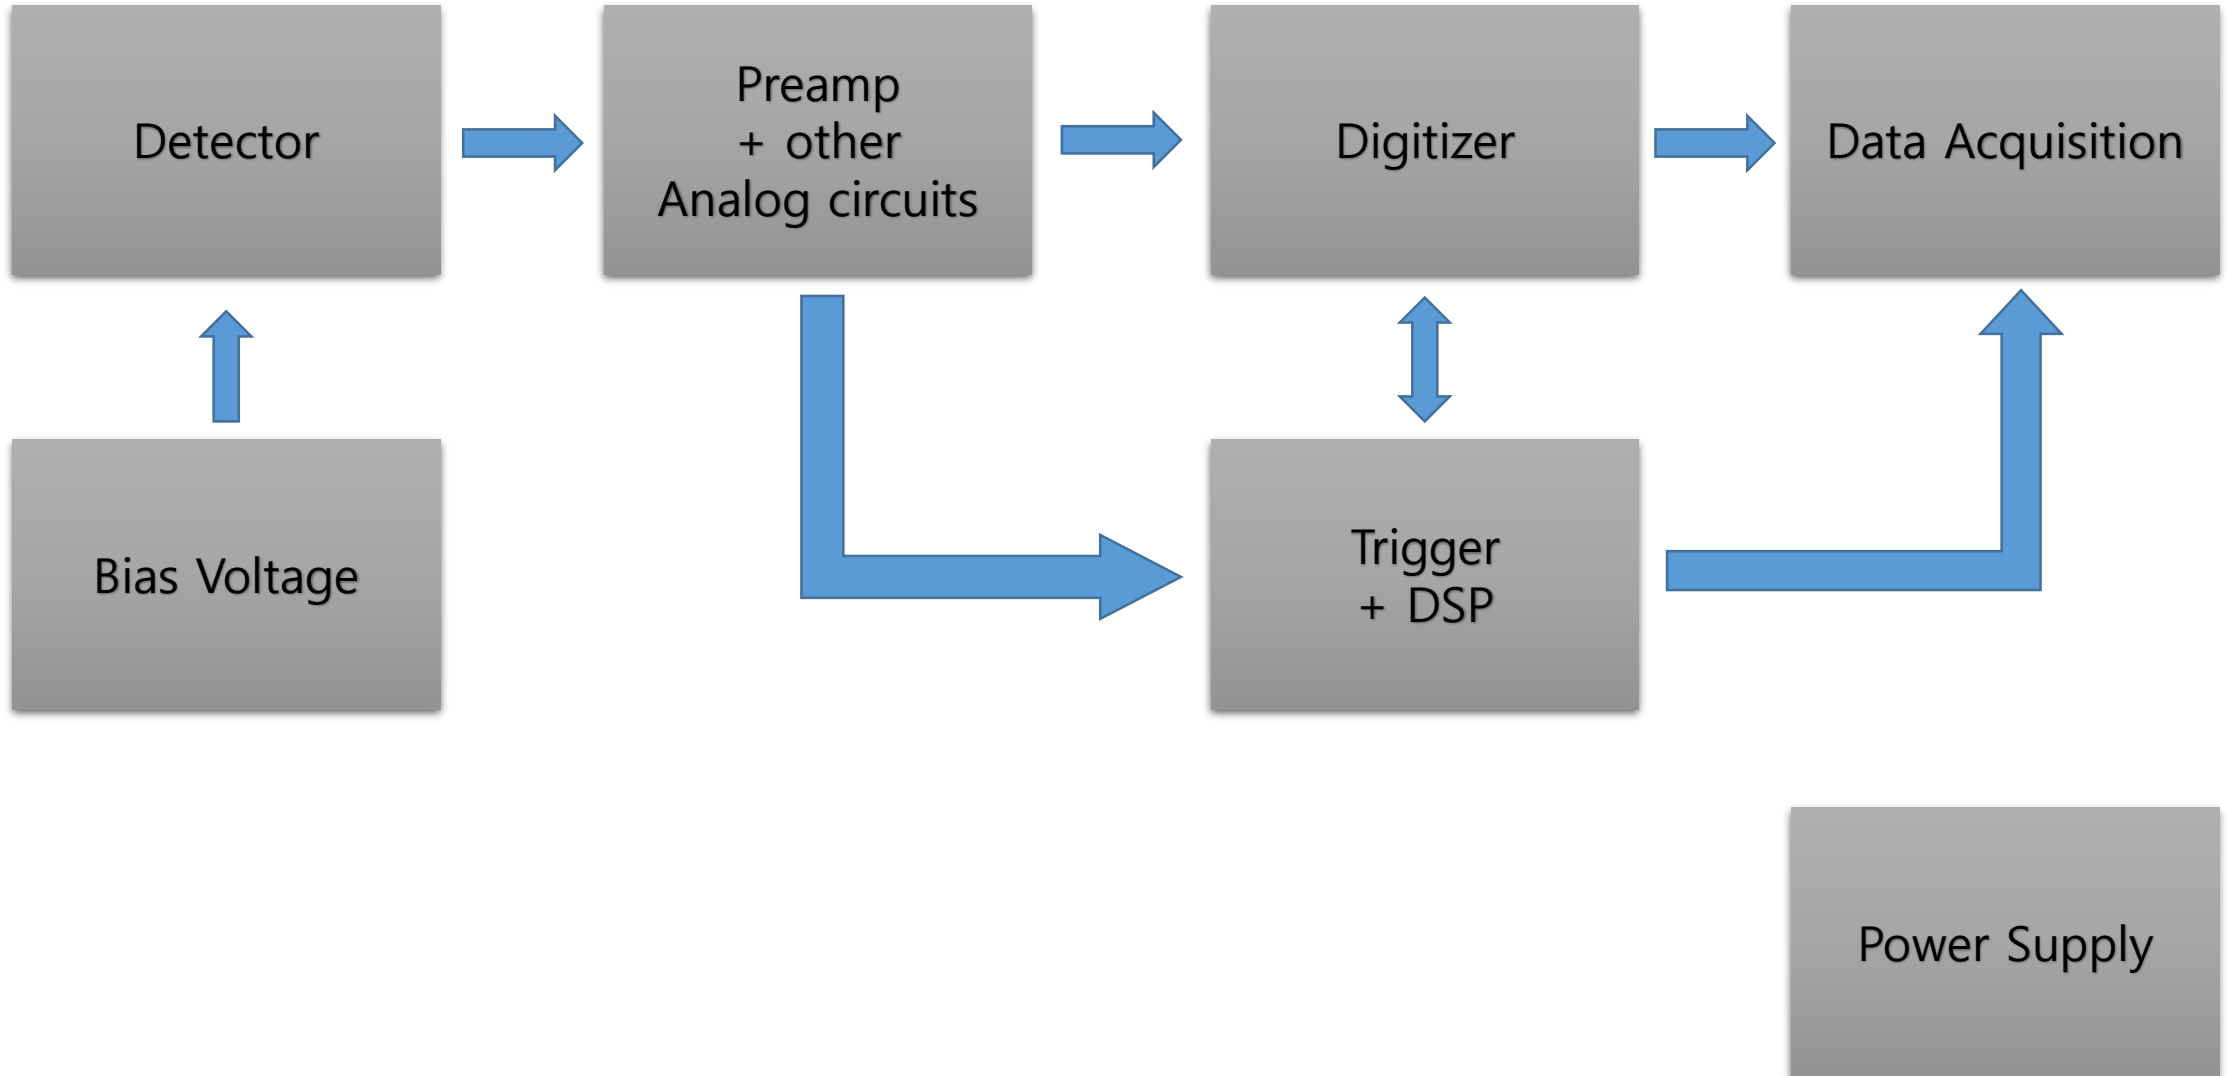 Detector
Preamp
+ other
Analog circuits
Digitizer
Data Acquisition
Bias Voltage
Trigger
+ DSP
Power Supply